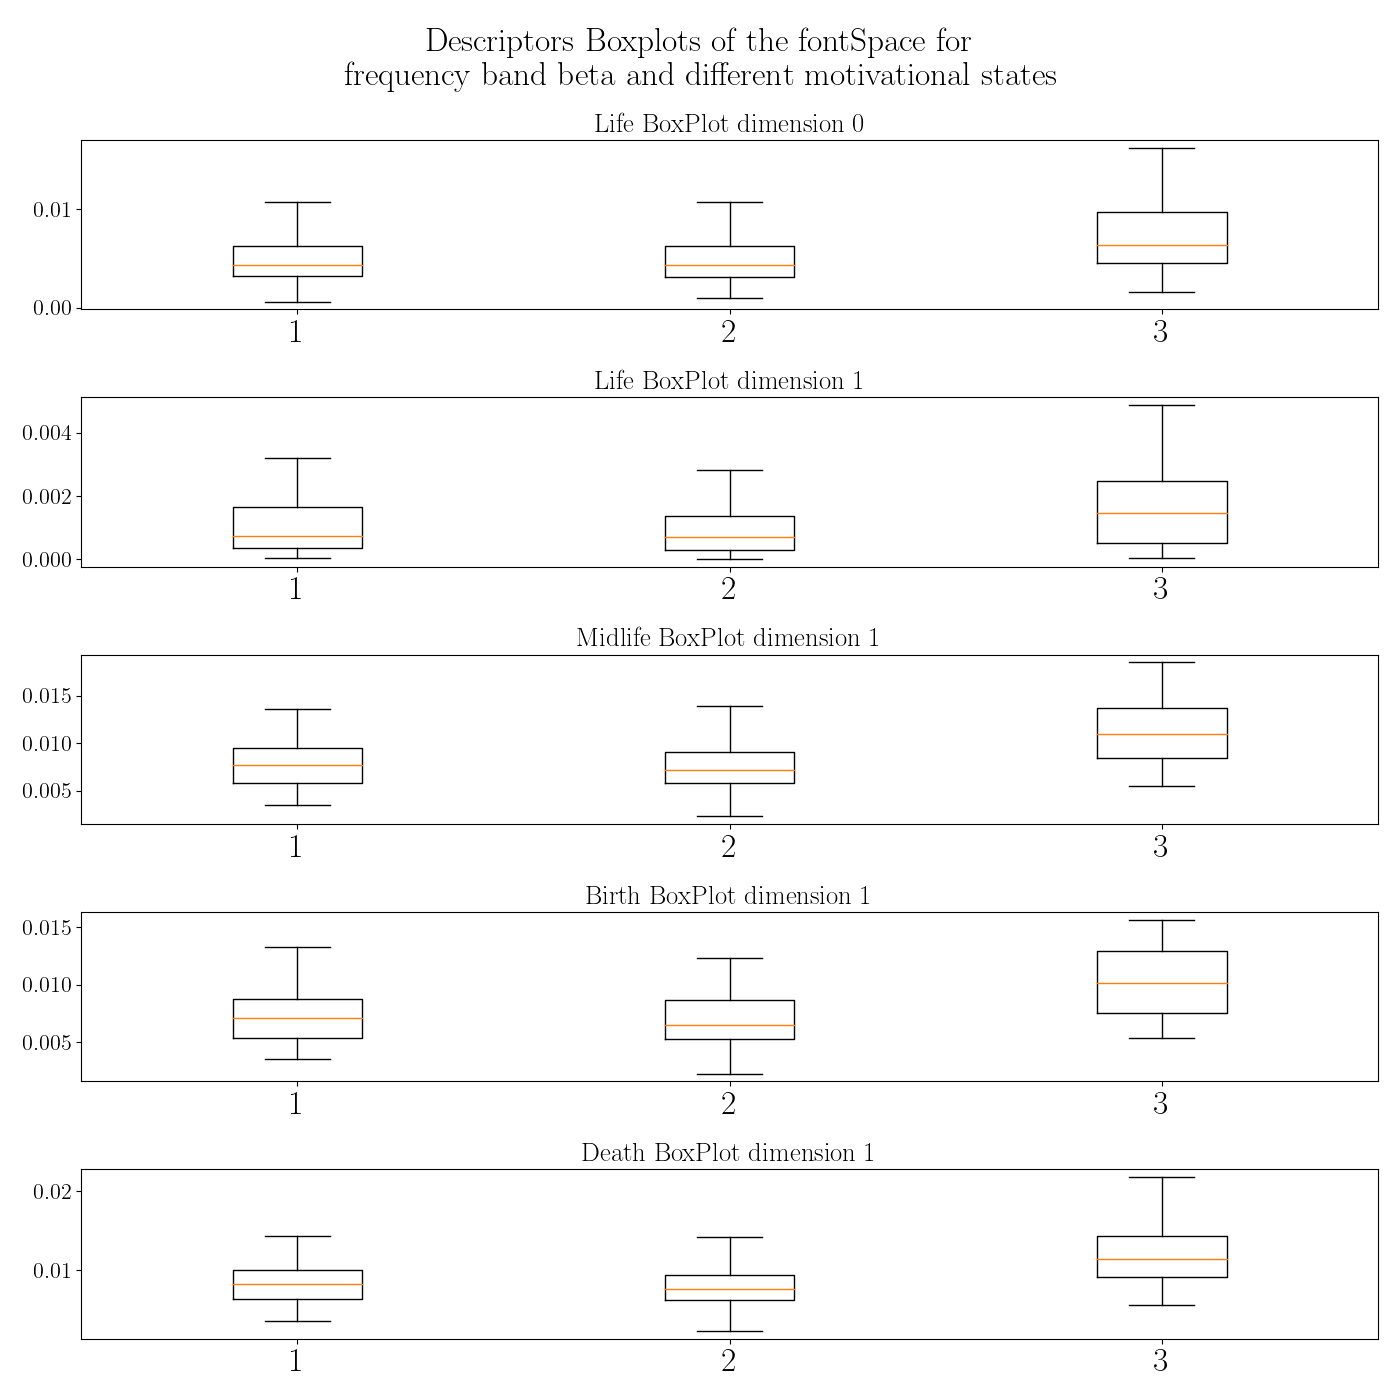 Descriptors Boxplots of the fontSpace for
frequency band beta and different motivational states
Life BoxPlot dimension 0
0.01
0.00
1 2 3
Life BoxPlot dimension 1
0.004
0.002
0.000
1 2 3
Midlife BoxPlot dimension 1
0.015
0.010
0.005
1 2 3
Birth BoxPlot dimension 1
0.015
0.010
0.005
1 2 3
Death BoxPlot dimension 1
0.02
0.01
1 2 3